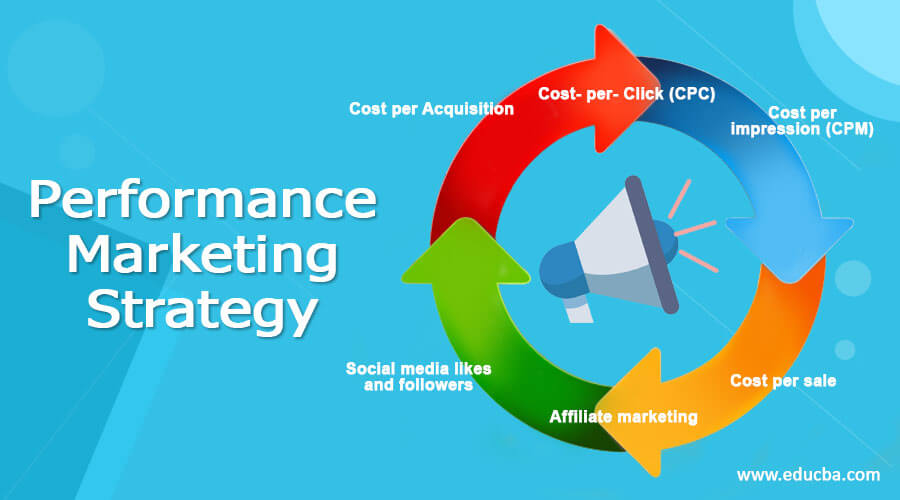 Performance
Marketing
Strategy
Cost per Acquisition
Cost- per- Click (CPC)
Cost per
impression (CPM)
Cost per sale
Affiliate marketing
Social media likes
and followers
www.educba.com